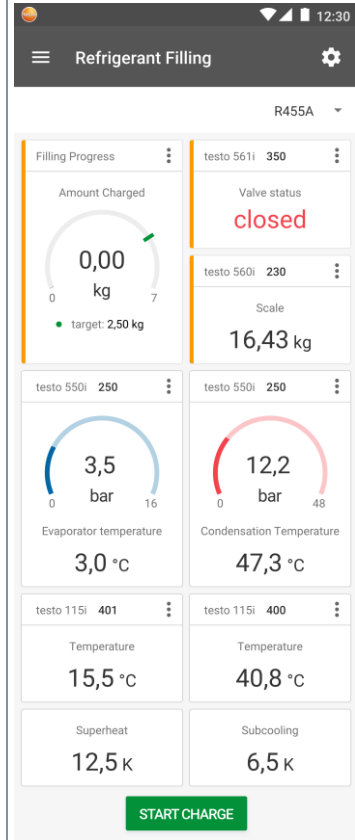 12:30
Refrigerant Filling
R455A
Filling Progress
Amount Charged
0,00
kg
0 7
target: 2,50 kg
testo 561i 350
Valve status
closed
testo 560i 230
Scale
16,43 kg
testo 550i 250
3,5
bar
0 16
Evaporator temperature
3,0 °C
testo 550i 250
12,2
bar
0 48
Condensation Temperature
47,3 °C
testo 115i 401
Temperature
15,5 °C
testo 115i 400
Temperature
40,8 °C
Superheat
12,5 K
Subcooling
6,5 K
START CHARGE